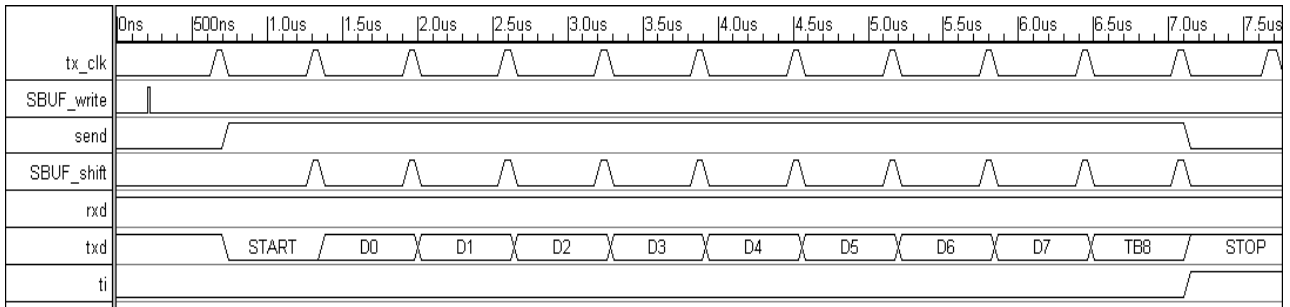 0ns 500ns 1.0us 1.5us 2.0us 2.5us 3.0us 3.5us 4.0us 4.5us 5.0us 5.5us 6.0us 6.5us 7.0us 7.5us
tx_clk
SBUF_write
send
SBUF_shift
rxd
txd START D0 D1 D2 D3 D4 D5 D6 D7 TB8 STOP
ti